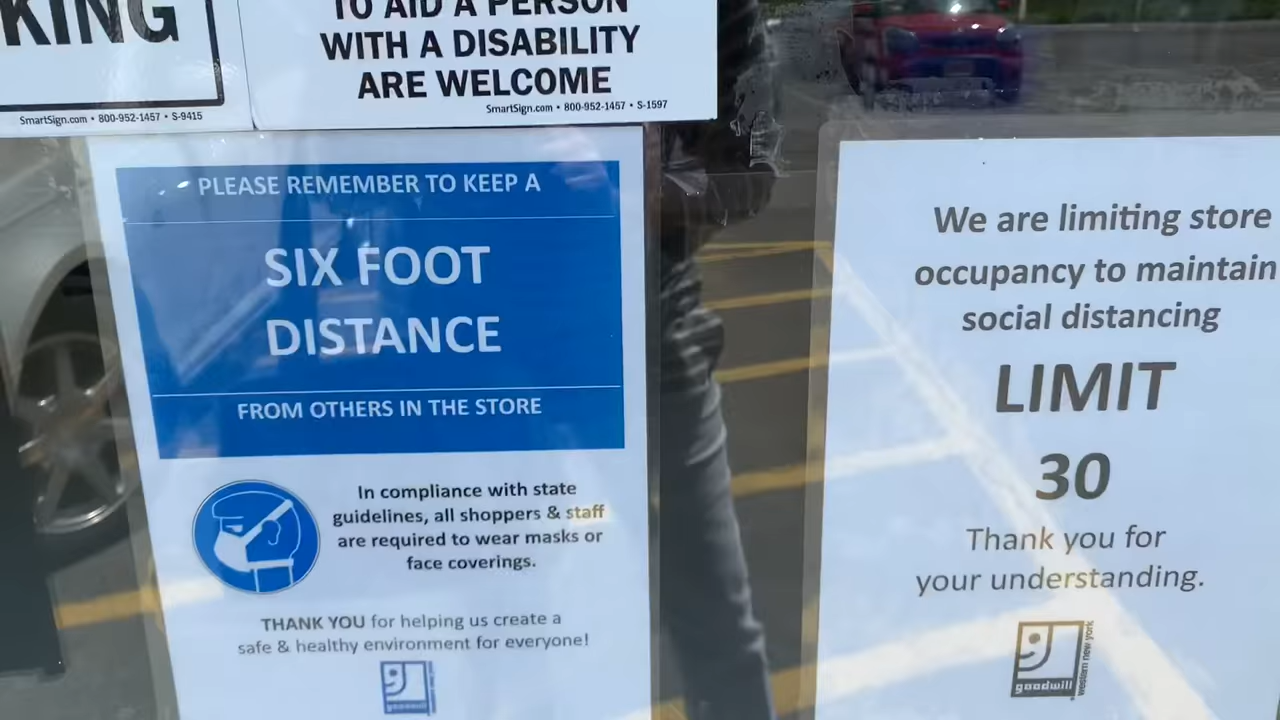 KING
SmartSign.com • 800-952-1457 • S-9415
TO AID A PERSON
WITH A DISABILITY
ARE WELCOME
SmartSign.com • 800-952-1457 • S-1597
PLEASE REMEMBER TO KEEP A
SIX FOOT
DISTANCE
FROM OTHERS IN THE STORE
In compliance with state
guidelines, all shoppers & staff
are required to wear masks or
face coverings.
THANK YOU for helping us create a
safe & healthy environment for everyone!
goodwill
We are limiting store
occupancy to maintain
social distancing
LIMIT
30
Thank you for
your understanding.
goodwill
western new york